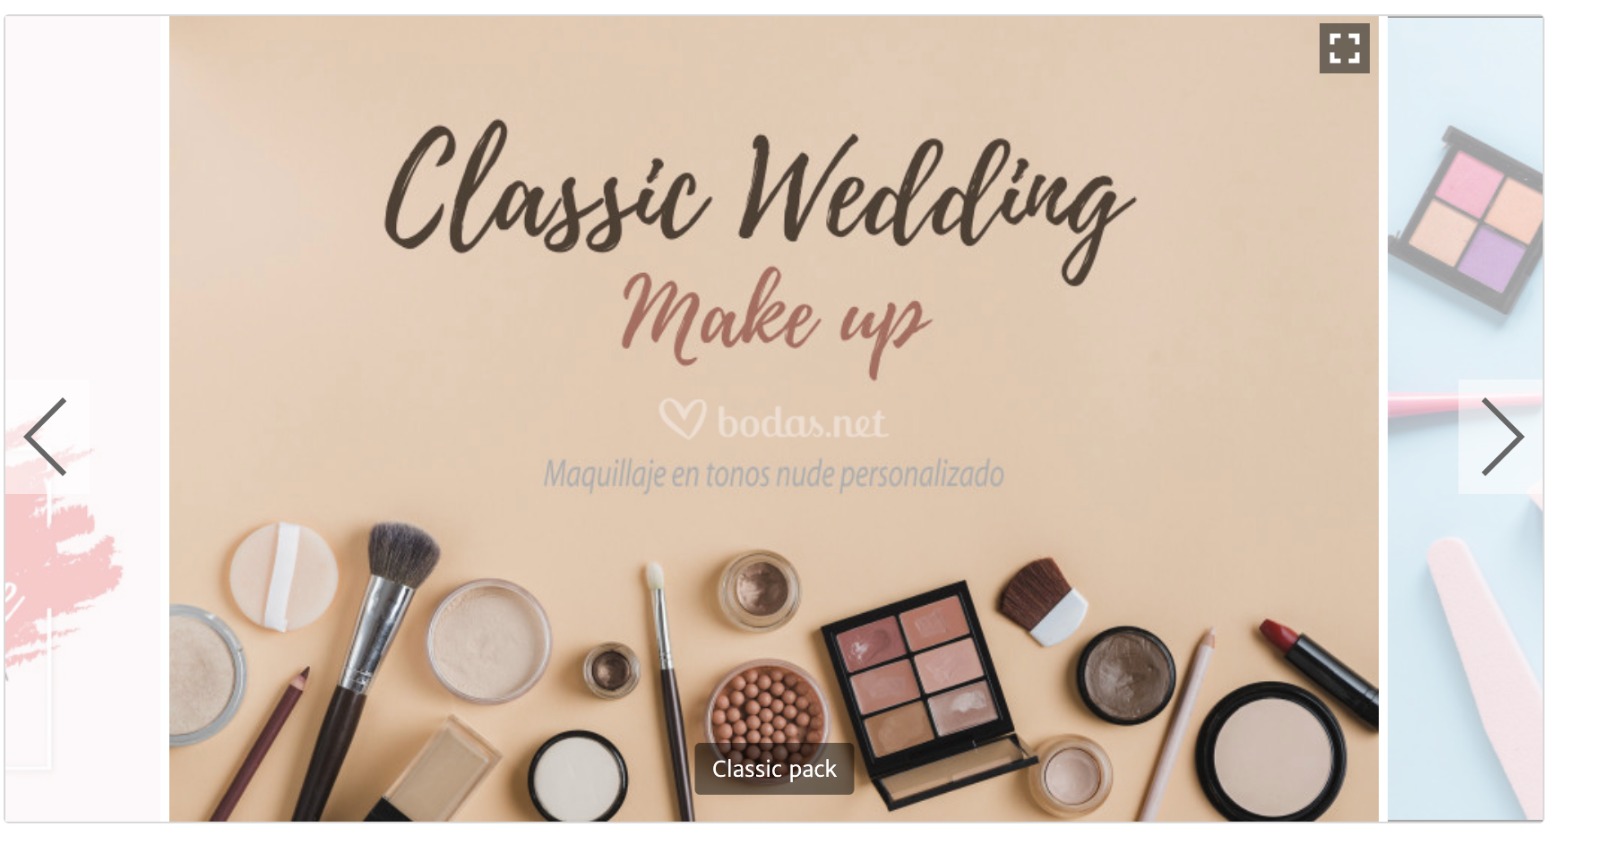 Classic Wedding
Make up
bodas.net
Maquillaje en tonos nude personalizado
Classic pack